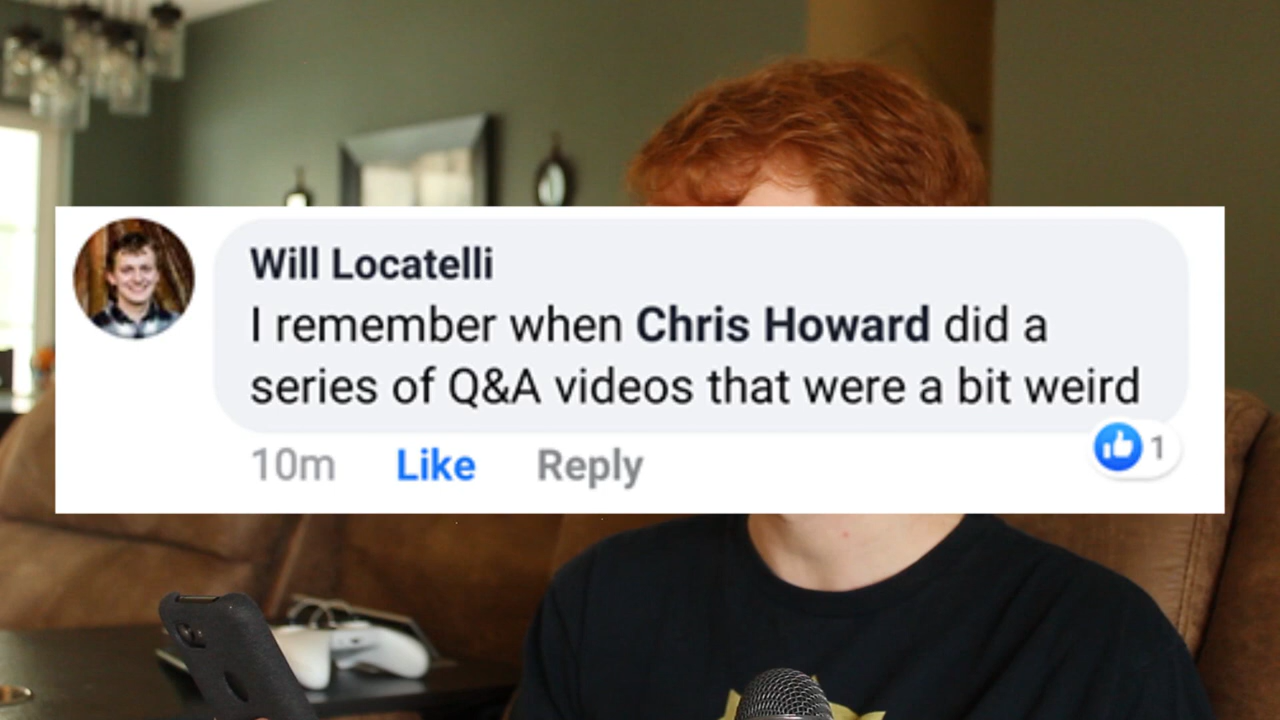 Will Locatelli
I remember when Chris Howard did a
series of Q&A videos that were a bit weird
10m Like Reply 1